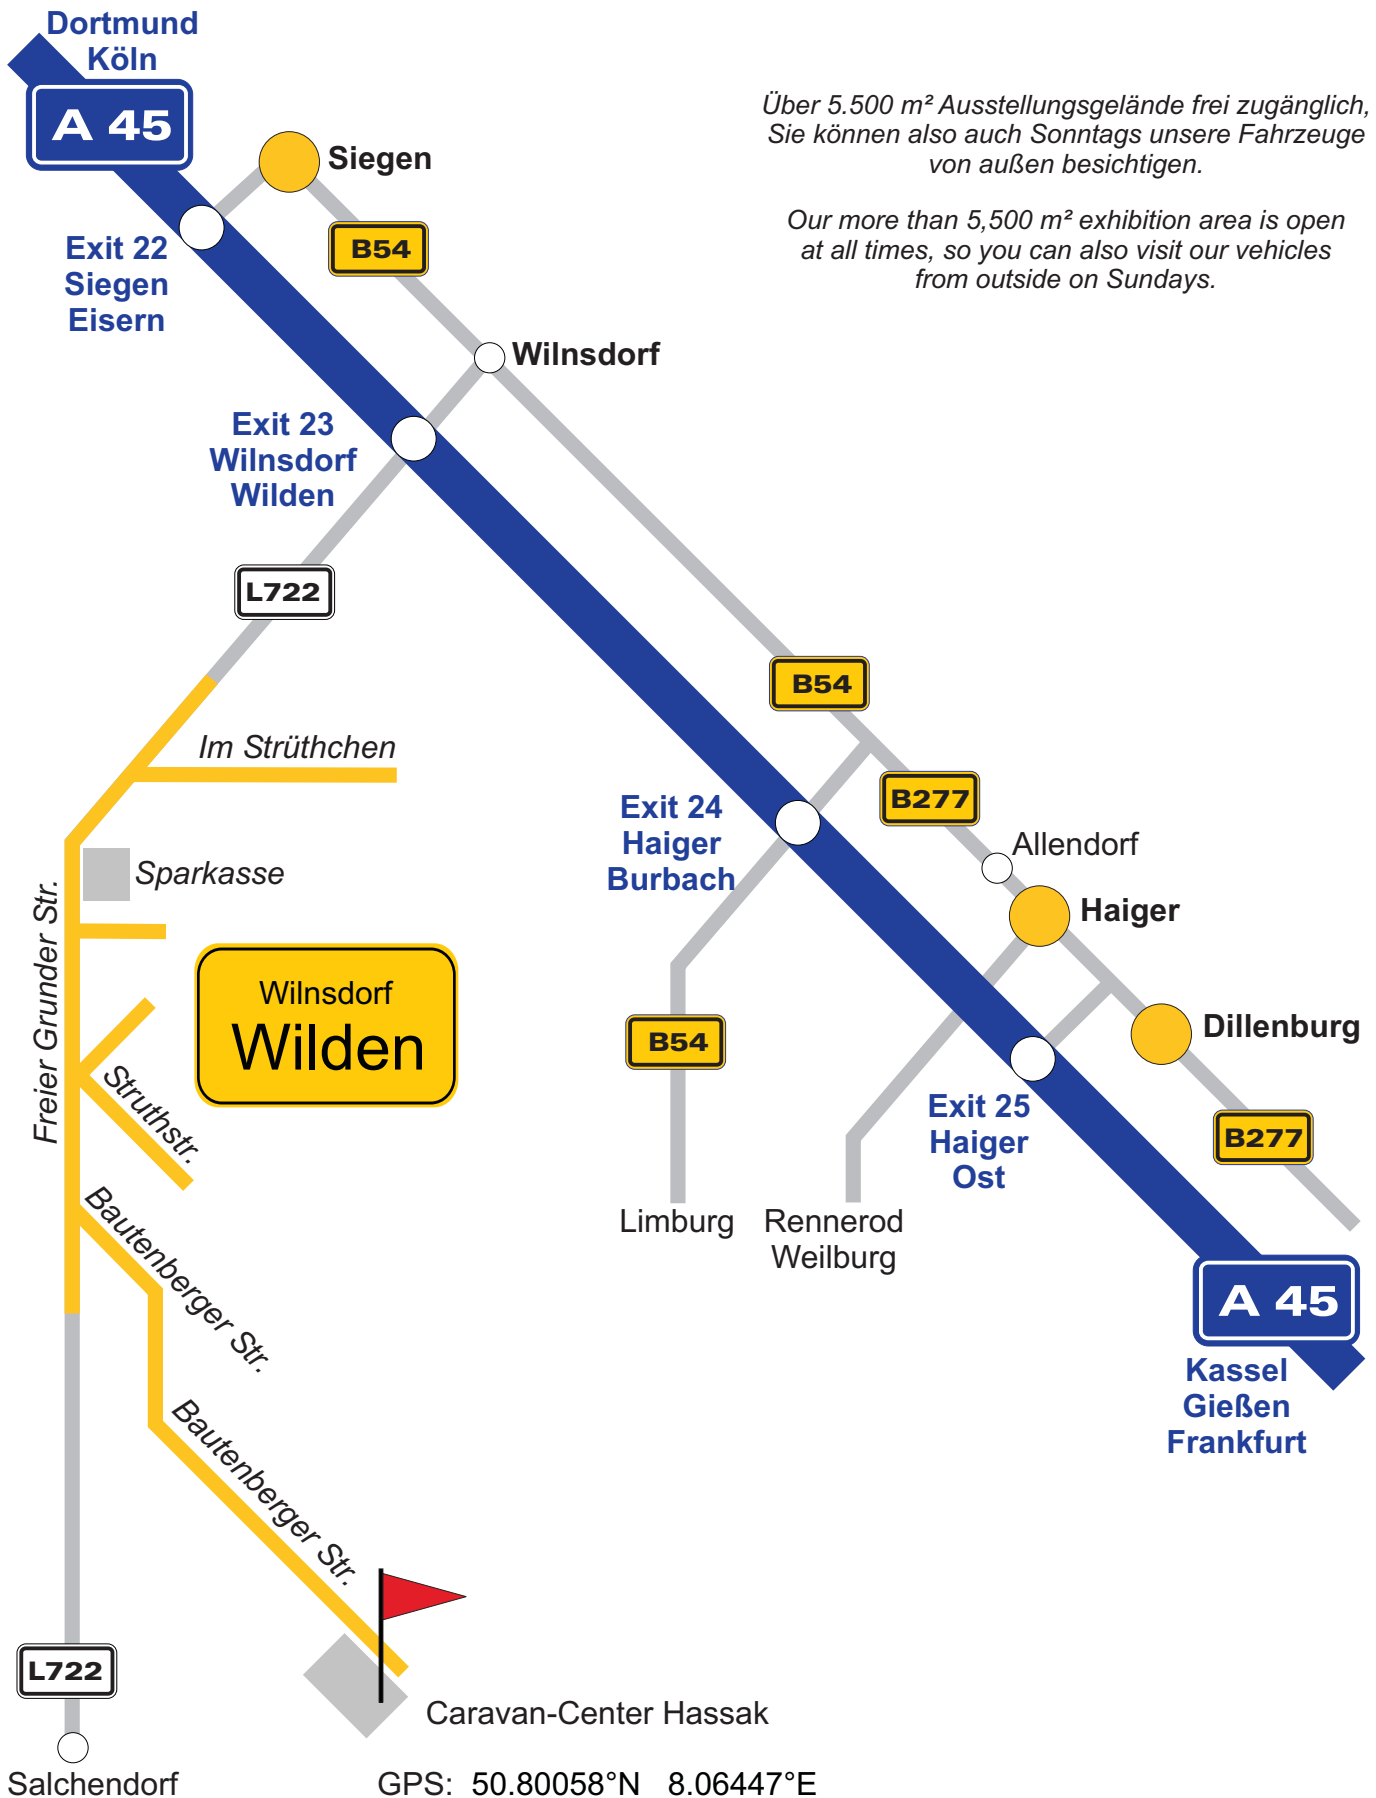 Dortmund
Köln
A 45
Über 5.500 m² Ausstellungsgelände frei zugänglich,
Sie können also auch Sonntags unsere Fahrzeuge
von außen besichtigen.
Our more than 5,500 m² exhibition area is open
at all times, so you can also visit our vehicles
from outside on Sundays.
Siegen
B54
Exit 22
Siegen
Eisern
Wilnsdorf
Exit 23
Wilnsdorf
Wilden
L722
B54
Im Strüthchen
B277
Exit 24
Haiger
Burbach
Allendorf
Sparkasse
Haiger
Freier Grunder Str.
Wilnsdorf
Wilden
B54
Dillenburg
Struthstr.
Exit 25
Haiger
Ost
B277
Bautenberger Str.
Limburg
Rennerod
Weilburg
A 45
Kassel
Gießen
Frankfurt
Bautenberger Str.
L722
Caravan-Center Hassak
Salchendorf
GPS: 50.80058°N 8.06447°E